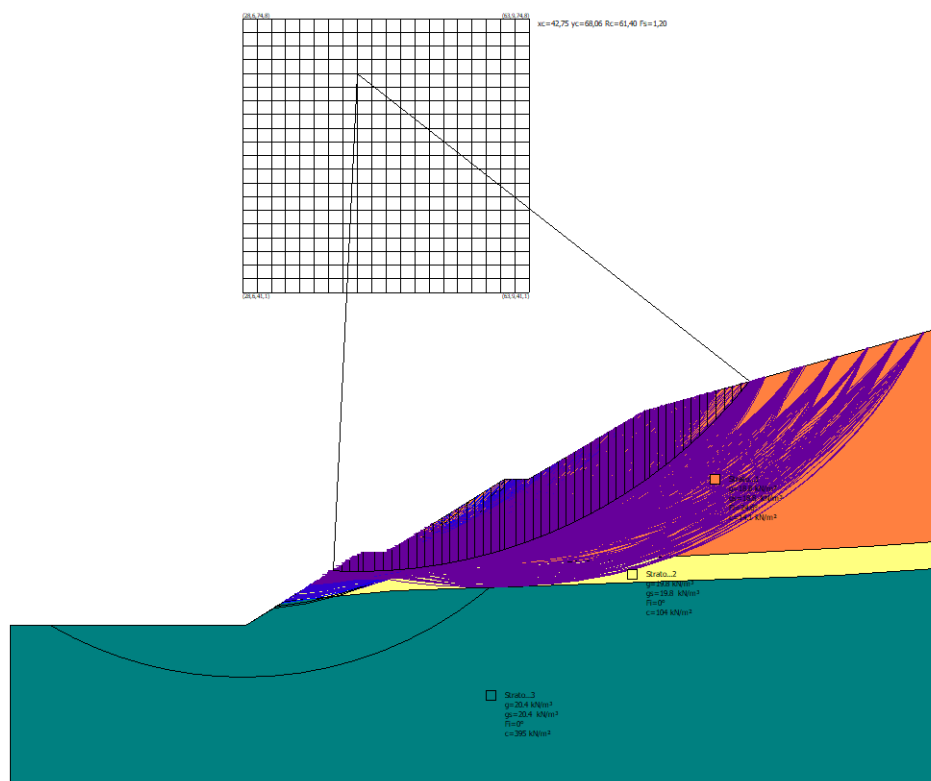 (28,6,74,8)
(63,9,74,8)
xc=42,75 yc=68,06 Rc=61,40 Fs=1,20
(28,6,41,1)
(63,9,41,1)
kN/m³
Strato...2
g=19.8 kN/m³
gs=19.8 kN/m³
Fi=0°
c=104 kN/m²
Strato...3
g=20.4 kN/m³
gs=20.4 kN/m³
Fi=0°
c=395 kN/m²